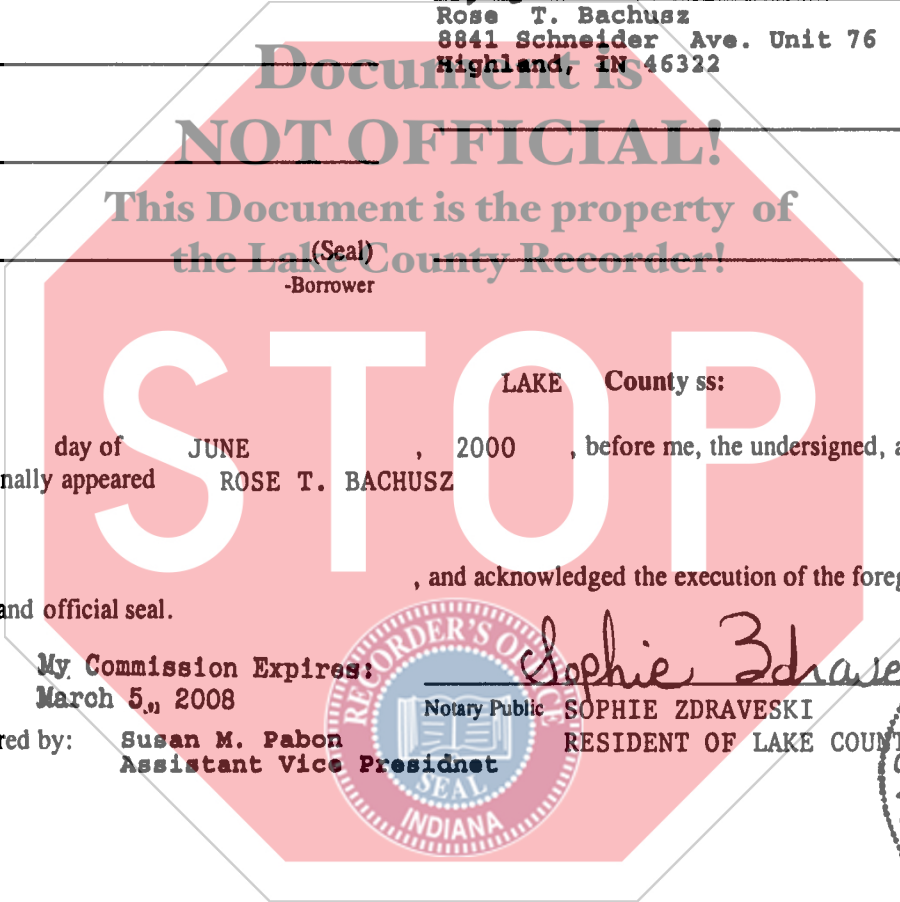 Rose T. Bachusz
8841 Schneider Ave. Unit 76
Highland, IN 46322
Document is
NOT OFFICIAL!
This Document is the property of
the Lake County Recorder!
(Seal)
-Borrower
STOP
LAKE County ss:
day of JUNE , 2000 , before me, the undersigned, a
nally appeared ROSE T. BACHUSZ
, and acknowledged the execution of the foreg
and official seal.
RECORDER'S OFFICE
SEAL
INDIANA
Sophie Zdrave
My Commission Expires:
March 5, 2008
Notary Public SOPHIE ZDRAVESKI
RESIDENT OF LAKE COUNT
red by: Susan M. Pabon
Assistant Vice Presidnet